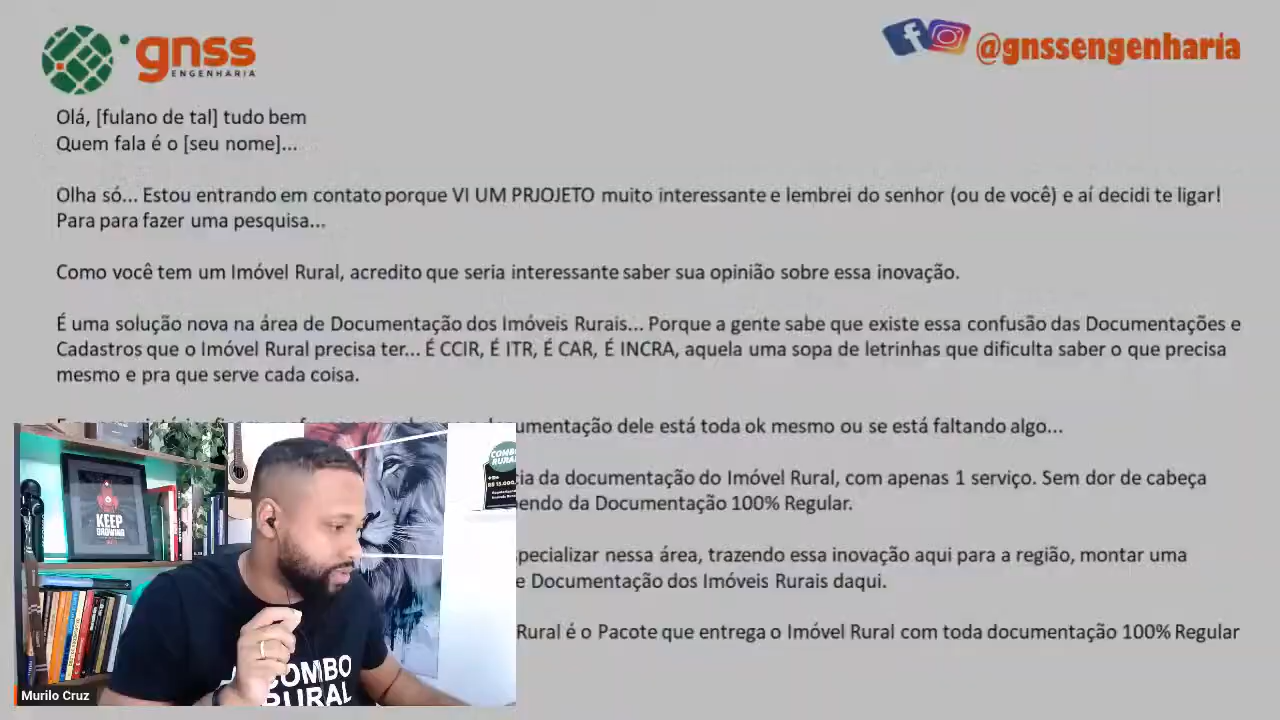 gnss
ENGENHARIA
@gnssengenharia
Olá, [fulano de tal] tudo bem
Quem fala é o [seu nome]...
Olha só... Estou entrando em contato porque VI UM PRJOJETO muito interessante e lembrei do senhor (ou de você) e aí decidi te ligar!
Para para fazer uma pesquisa...
Como você tem um Imóvel Rural, acredito que seria interessante saber sua opinião sobre essa inovação.
É uma solução nova na área de Documentação dos Imóveis Rurais... Porque a gente sabe que existe essa confusão das Documentações e
Cadastros que o Imóvel Rural precisa ter... É CCIR, É ITR, É CAR, É INCRA, aquela uma sopa de letrinhas que dificulta saber o que precisa
mesmo e pra que serve cada coisa.
umentação dele está toda ok mesmo ou se está faltando algo...
cia da documentação do Imóvel Rural, com apenas 1 serviço. Sem dor de cabeça
endo da Documentação 100% Regular.
pecializar nessa área, trazendo essa inovação aqui para a região, montar uma
e Documentação dos Imóveis Rurais daqui.
Rural é o Pacote que entrega o Imóvel Rural com toda documentação 100% Regular
COMBO
RURAL
KEEP
GROWING
COMBO
RURAL
Murilo Cruz